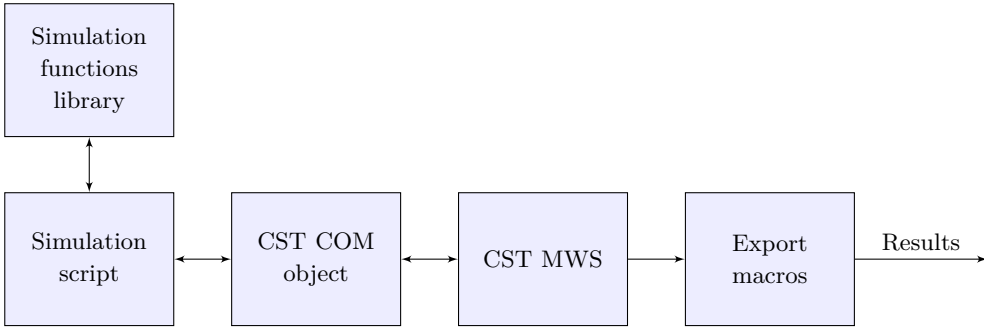 Simulation
functions
library
Simulation
script
CST COM
object
CST MWS
Export
macros
Results